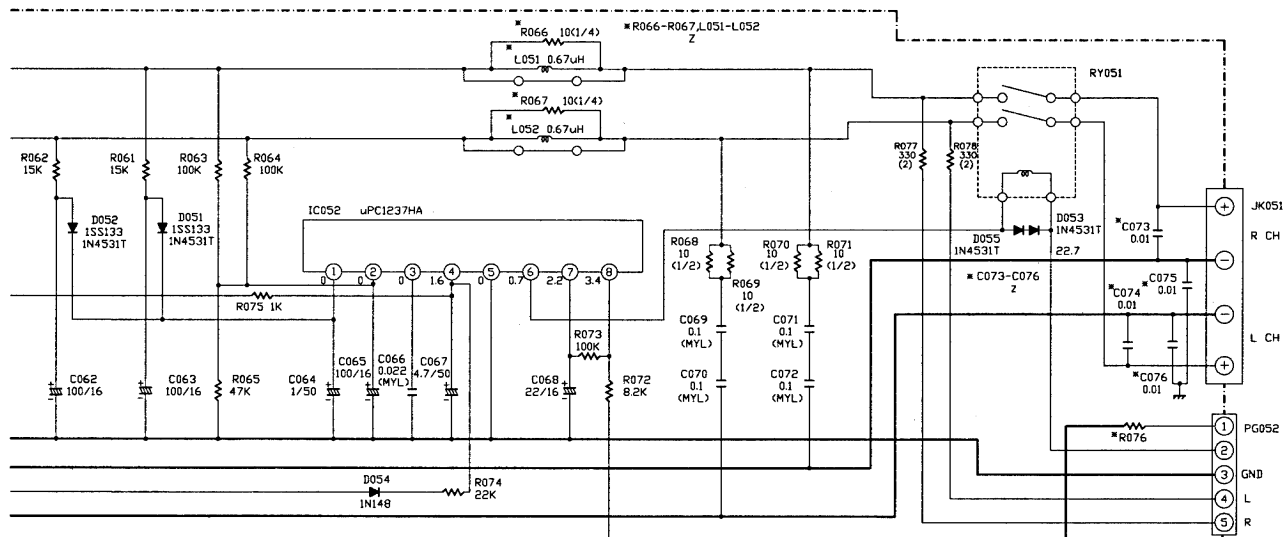 *R066 10(1/4)
*R066-R067,L051-L052
Z
*L051 0.67uH
RY051
*R067 10(1/4)
*L052 0.67uH
R062
15K
R061
15K
R063
100K
R064
100K
R077
330
(2)
R078
330
(2)
IC052 uPC1237HA
D052
1SS133
1N4531T
D051
1SS133
1N4531T
D053
1N4531T
D055
1N4531T
22.7
JK051
R CH
+
-
-
L CH
+
*C073
0.01
R068
10
(1/2)
R069
10
(1/2)
R070
10
(1/2)
R071
10
(1/2)
1 2 3 4 5 6 7 8
0 0 0 1.6 0 0.7 2.2 3.4
*C073-C076
Z
*C074
0.01
*C075
0.01
R075 1K
C069
0.1
(MYL)
C071
0.1
(MYL)
R073
100K
C062
100/16
C063
100/16
R065
47K
C064
1/50
C065
100/16
C066
0.022
(MYL)
C067
4.7/50
C068
22/16
R072
8.2K
C070
0.1
(MYL)
C072
0.1
(MYL)
*C076
0.01
*R076
1 PG052
2
3 GND
4 L
5 R
D054
1N148
R074
22K